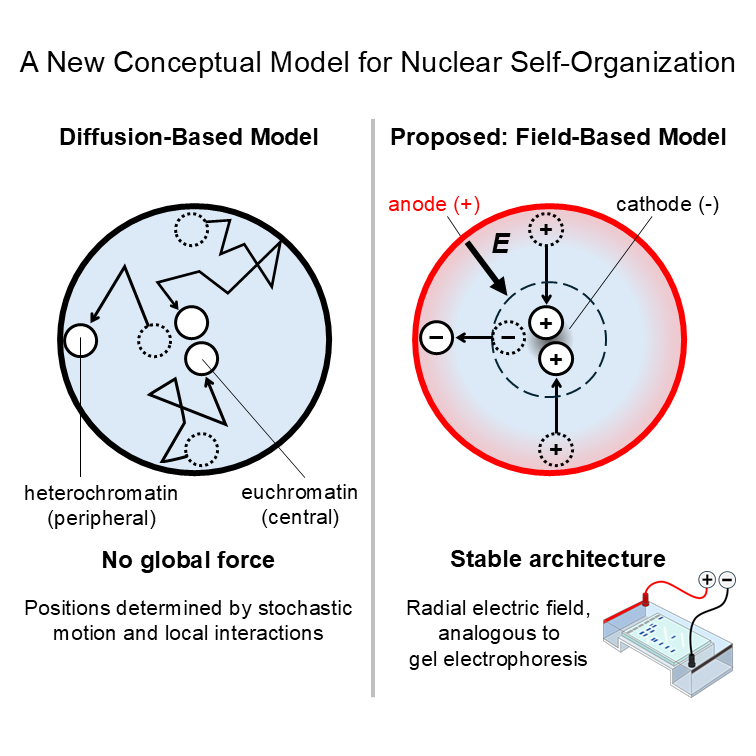 A New Conceptual Model for Nuclear Self-Organization
Diffusion-Based Model
heterochromatin
(peripheral)
euchromatin
(central)
No global force
Positions determined by stochastic
motion and local interactions
Proposed: Field-Based Model
anode (+)
cathode (-)
E
+
+
−
−
+
+
Stable architecture
Radial electric field,
analogous to
gel electrophoresis
+ −